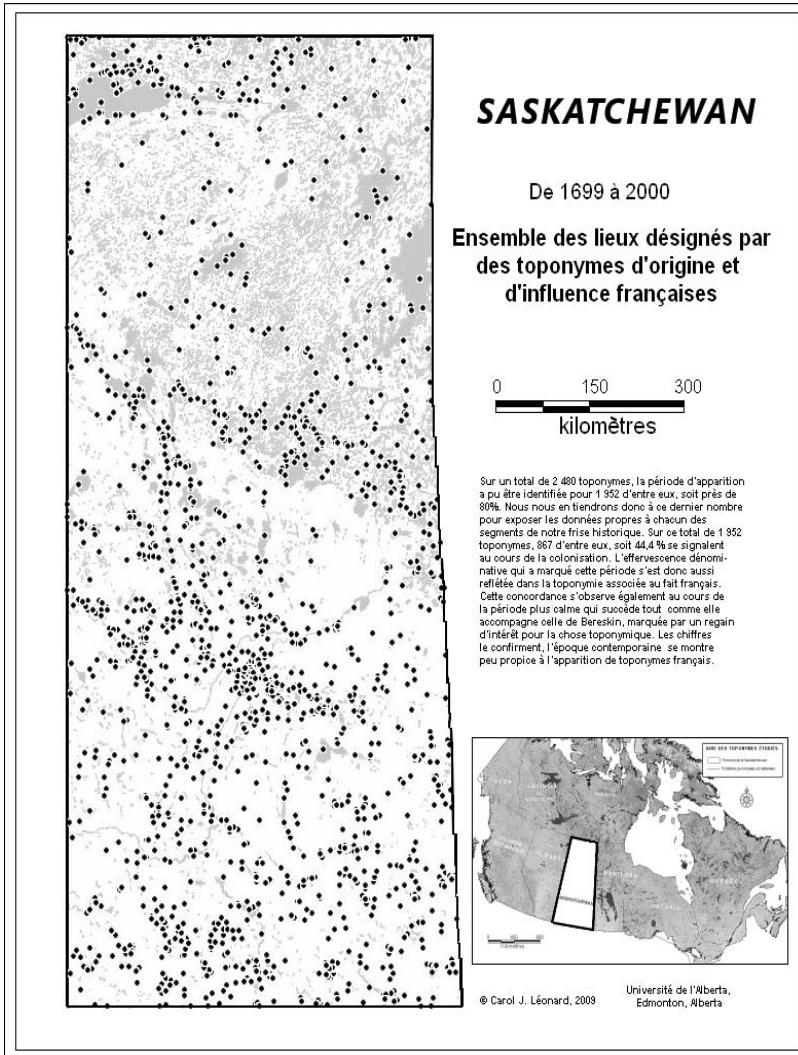 SASKATCHEWAN
De 1699 à 2000
Ensemble des lieux désignés par
des toponymes d'origine et
d'influence françaises
0 150 300
kilomètres
Sur un total de 2 480 toponymes, la période d'apparition
a pu être identifiée pour 1 952 d'entre eux, soit près de
80%. Nous nous en tiendrons donc à ce dernier nombre
pour exposer les données propres à chacun des
segments de notre frise historique. Sur ce total de 1 952
toponymes, 867 d'entre eux, soit 44,4 % se signalent
au cours de la colonisation. L'effervescence dénomi-
native qui a marqué cette période s'est donc aussi
reflétée dans la toponymie associée au fait français.
Cette concordance s'observe également au cours de
la période plus calme qui succède tout comme elle
accompagne celle de Bereskin, marquée par un regain
d'intérêt pour la chose toponymique. Les chiffres
le confirment, l'époque contemporaine se montre
peu propice à l'apparition de toponymes français.
AIRE DES TOPONYMES ÉTUDIÉS
MANITOBA
SASKATCHEWAN
© Carol J. Léonard, 2009
Université de l'Alberta,
Edmonton, Alberta